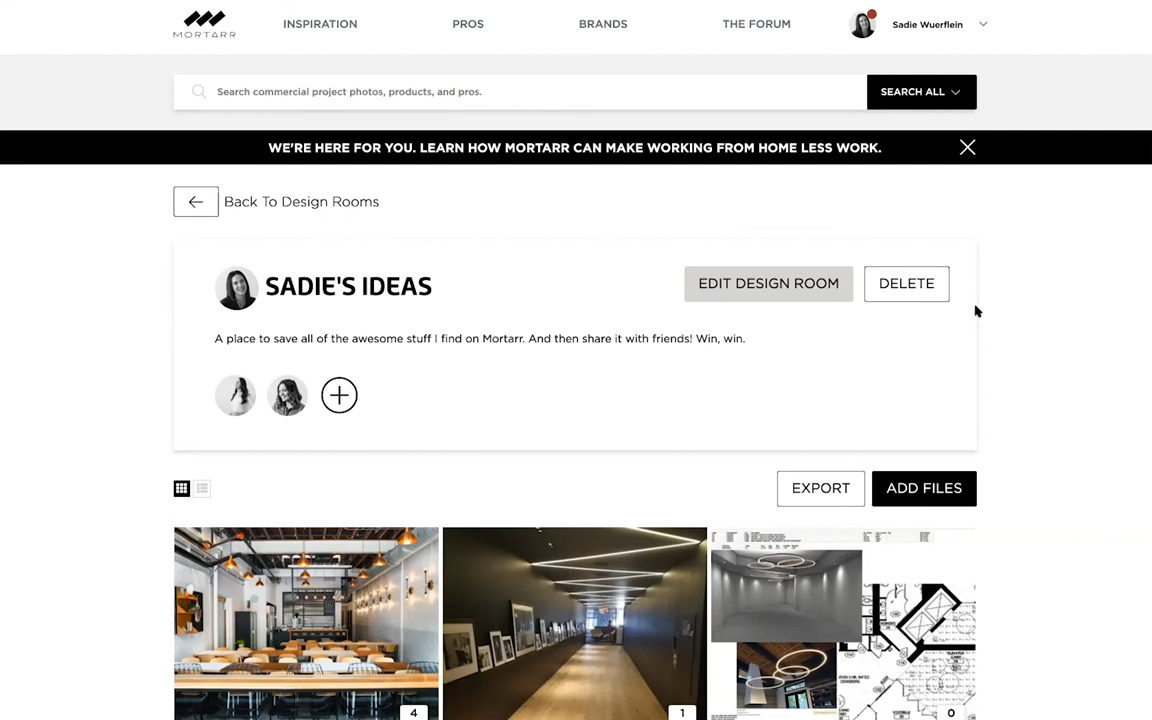 MORTARR
INSPIRATION
PROS
BRANDS
THE FORUM
Sadie Wuerflein
Search commercial project photos, products, and pros.
SEARCH ALL
WE'RE HERE FOR YOU. LEARN HOW MORTARR CAN MAKE WORKING FROM HOME LESS WORK.
Back To Design Rooms
SADIE'S IDEAS
EDIT DESIGN ROOM
DELETE
A place to save all of the awesome stuff I find on Mortarr. And then share it with friends! Win, win.
EXPORT
ADD FILES
4
1
0